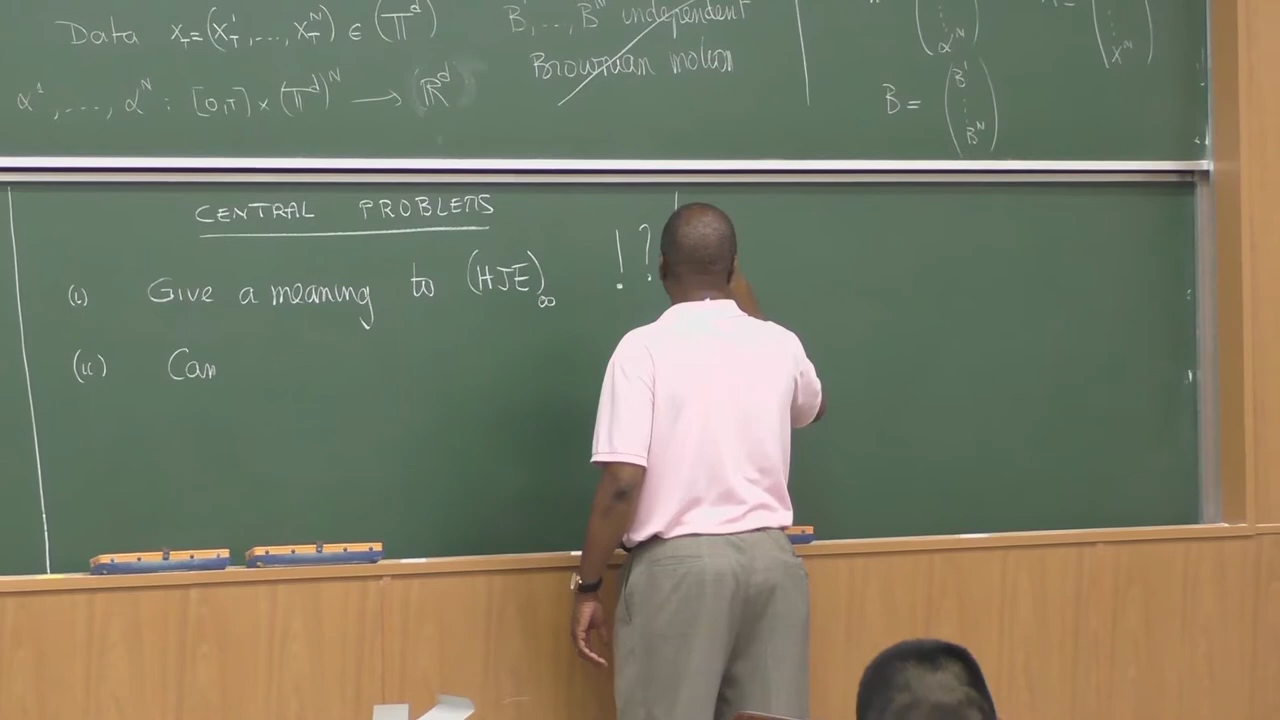 Data X_T = (X_T^1, ..., X_T^N) ∈ (𝕋^d)
B^1, ..., B^N independent
Brownian motion
α^1, ..., α^N : [0,T] × (𝕋^d)^N → (ℝ^d
⋮
α^N)
⋮
X^N)
B = (B^1
⋮
B^N)
CENTRAL PROBLEMS
(i) Give a meaning to (HJE)_∞ !?
(ii) Can